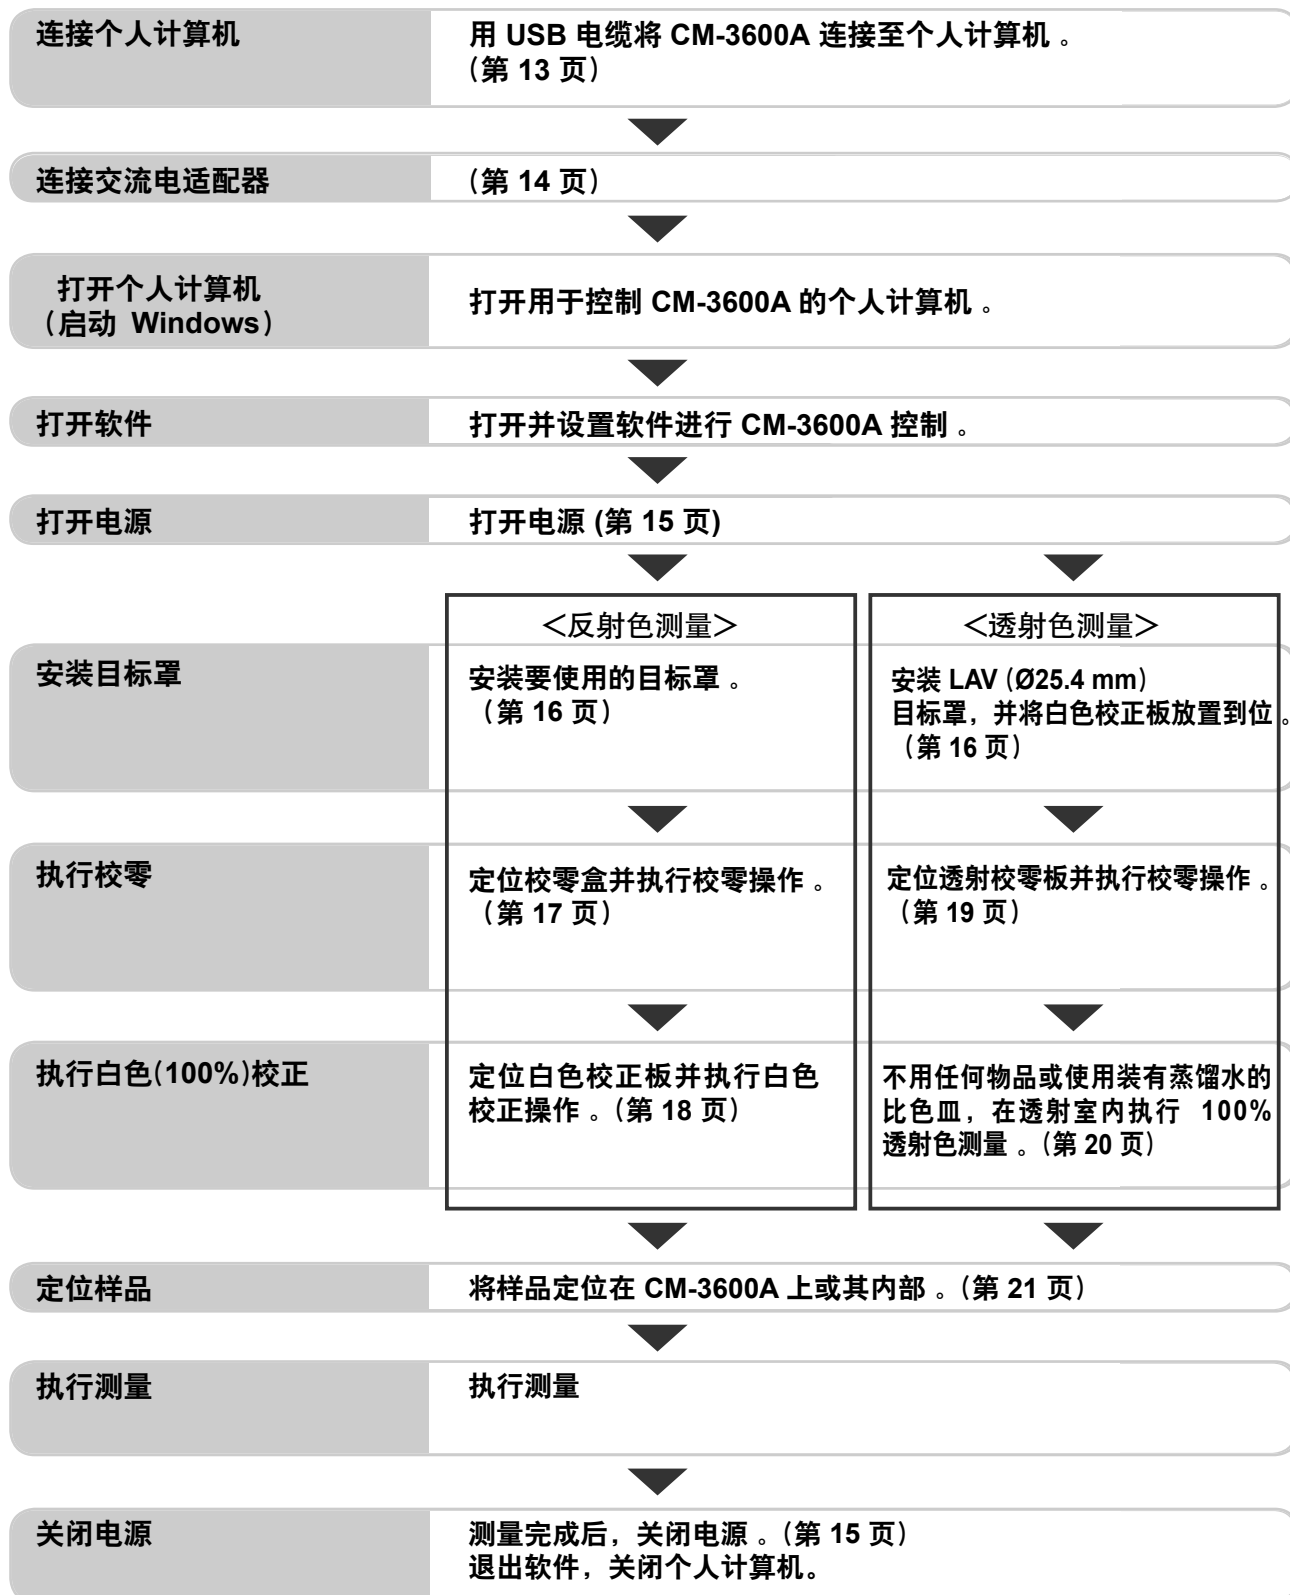 连接个人计算机
用 USB 电缆将 CM-3600A 连接至个人计算机。
（第 13 页）
连接交流电适配器
（第 14 页）
打开个人计算机
（启动 Windows）
打开用于控制 CM-3600A 的个人计算机。
打开软件
打开并设置软件进行 CM-3600A 控制。
打开电源
打开电源 (第 15 页)
<反射色测量>
<透射色测量>
安装目标罩
安装要使用的目标罩。
（第 16 页）
安装 LAV（Ø25.4 mm）
目标罩，并将白色校正板放置到位。
（第 16 页）
执行校零
定位校零盒并执行校零操作。
（第 17 页）
定位透射校零板并执行校零操作。
（第 19 页）
执行白色(100%)校正
定位白色校正板并执行白色
校正操作。（第 18 页）
不用任何物品或使用装有蒸馏水的
比色皿，在透射室内执行 100%
透射色测量。（第 20 页）
定位样品
将样品定位在 CM-3600A 上或其内部。（第 21 页）
执行测量
执行测量
关闭电源
测量完成后，关闭电源。（第 15 页）
退出软件，关闭个人计算机。